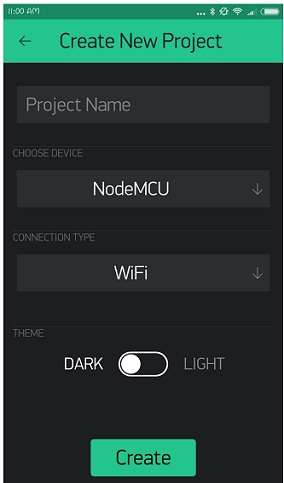 11:00 AM
Create New Project
Project Name
CHOOSE DEVICE
NodeMCU
CONNECTION TYPE
WiFi
THEME
DARK LIGHT
Create